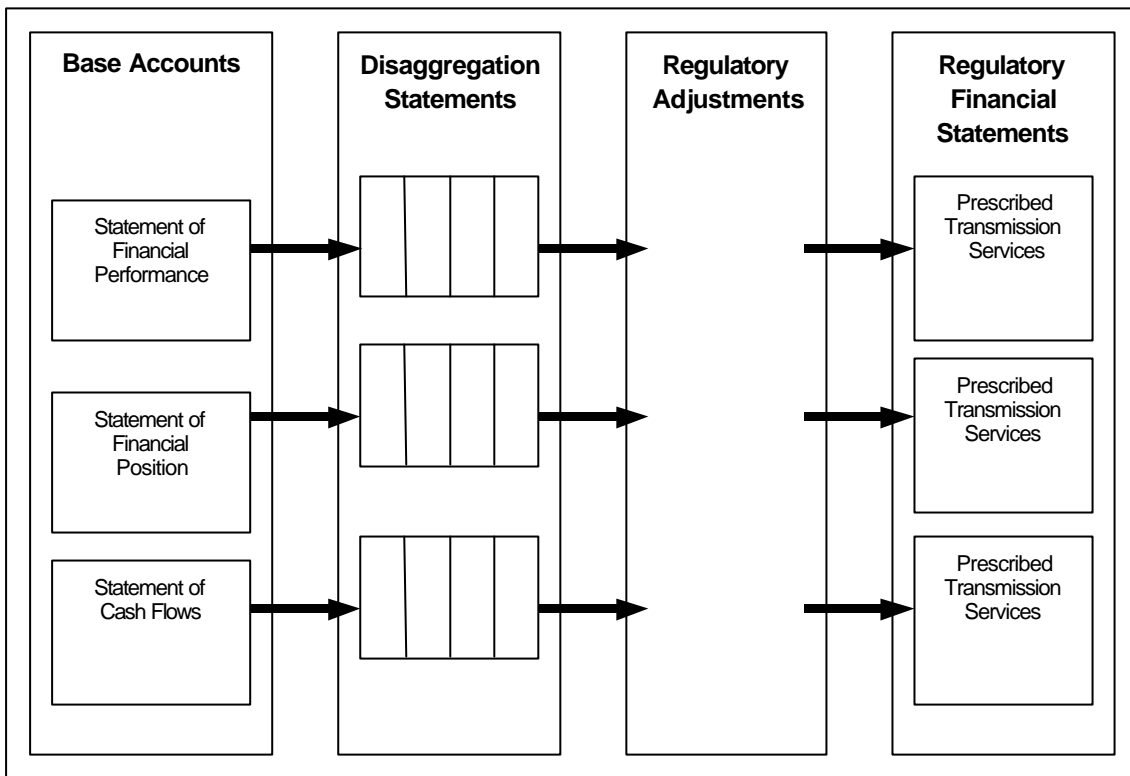 Base Accounts
Disaggregation
Statements
Regulatory
Adjustments
Regulatory
Financial
Statements
Statement of
Financial
Performance
Prescribed
Transmission
Services
Statement of
Financial
Position
Prescribed
Transmission
Services
Statement of
Cash Flows
Prescribed
Transmission
Services